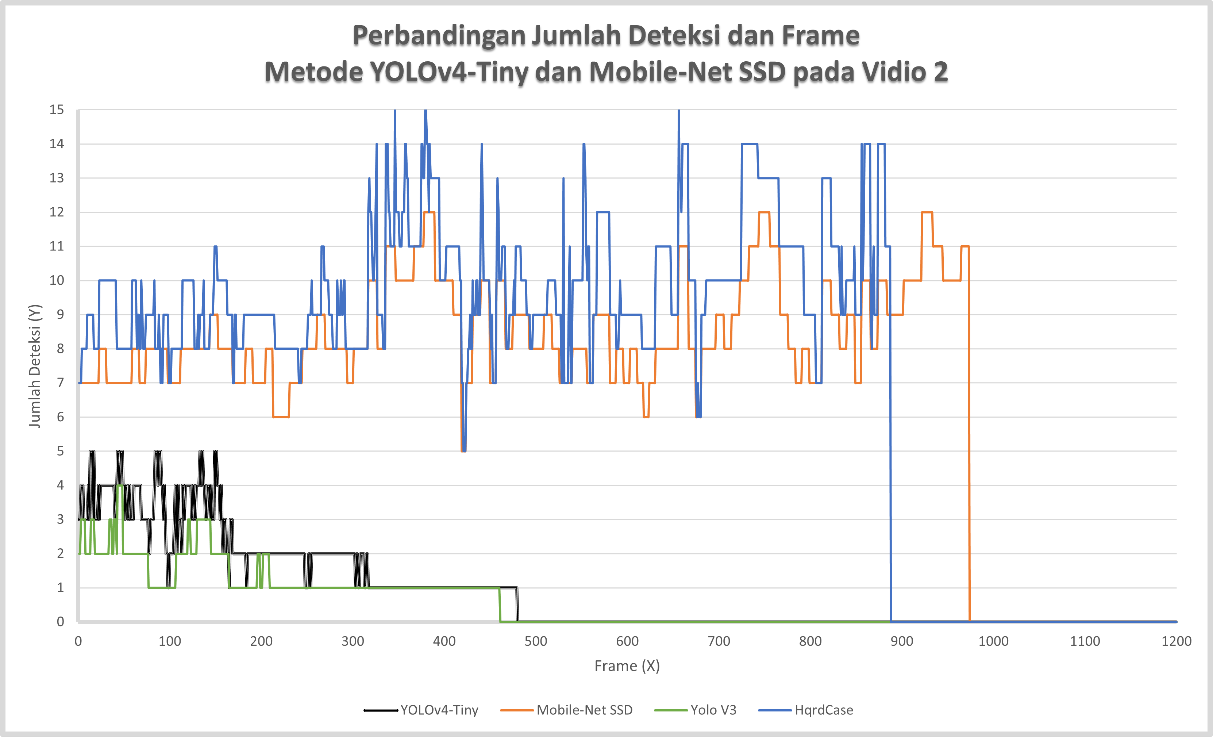 Perbandingan Jumlah Deteksi dan Frame
Metode YOLOv4-Tiny dan Mobile-Net SSD pada Vidio 2
Jumlah Deteksi (Y)
15
14
13
12
11
10
9
8
7
6
5
4
3
2
1
0
0 100 200 300 400 500 600 700 800 900 1000 1100 1200
Frame (X)
YOLOv4-Tiny Mobile-Net SSD Yolo V3 HqrdCase